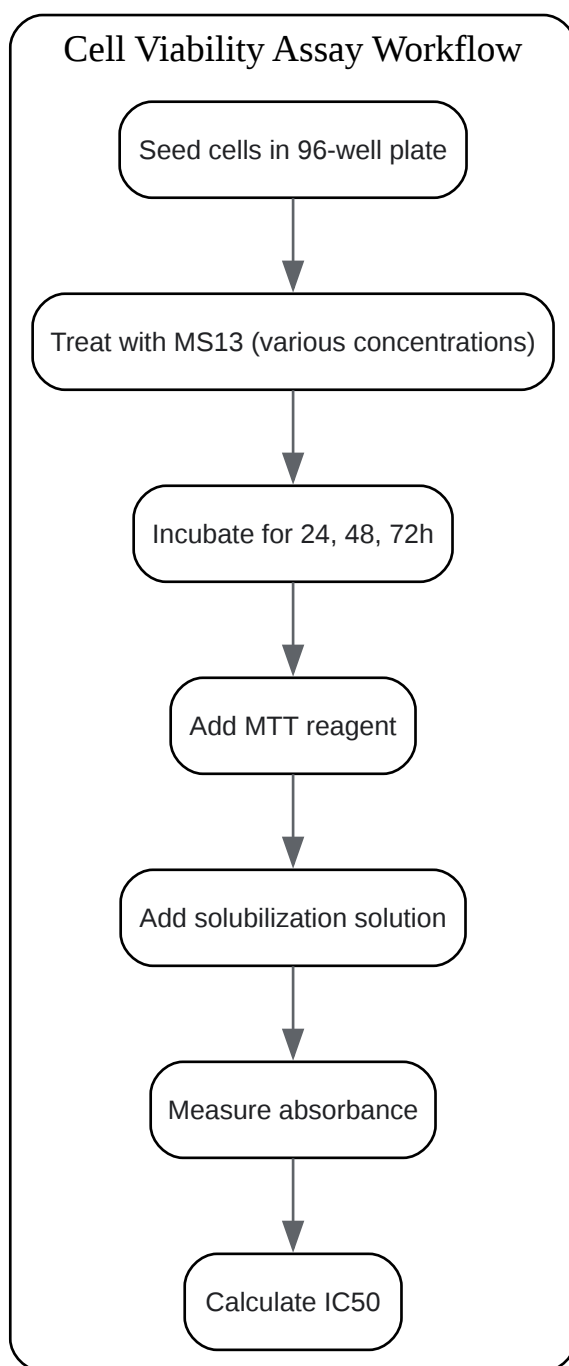 Cell Viability Assay Workflow
Seed cells in 96-well plate
Treat with MS13 (various concentrations)
Incubate for 24, 48, 72h
Add MTT reagent
Add solubilization solution
Measure absorbance
Calculate IC50